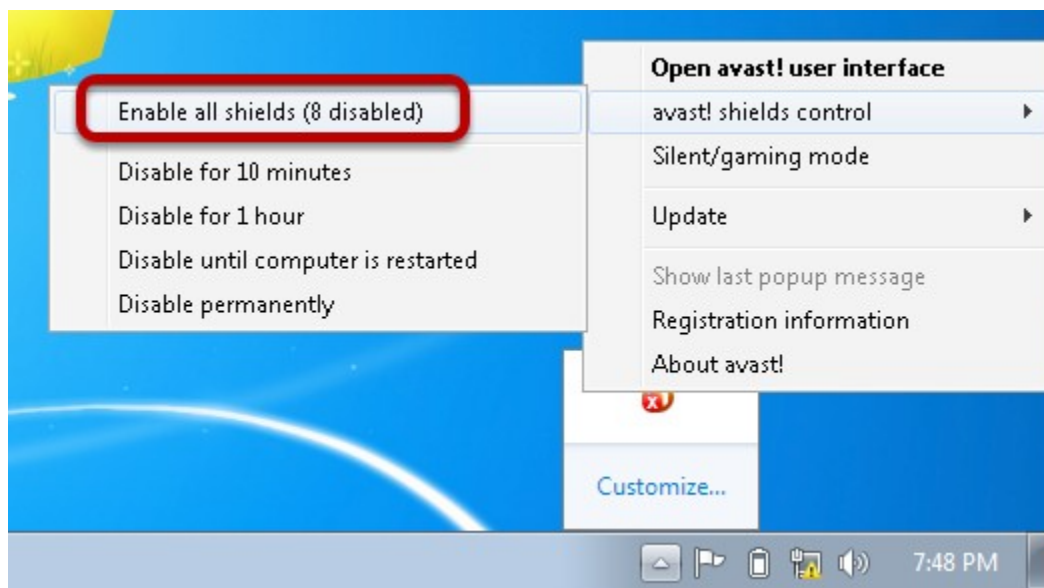 Open avast! user interface
avast! shields control
Silent/gaming mode
Update
Show last popup message
Registration information
About avast!
Enable all shields (8 disabled)
Disable for 10 minutes
Disable for 1 hour
Disable until computer is restarted
Disable permanently
Customize...
7:48 PM